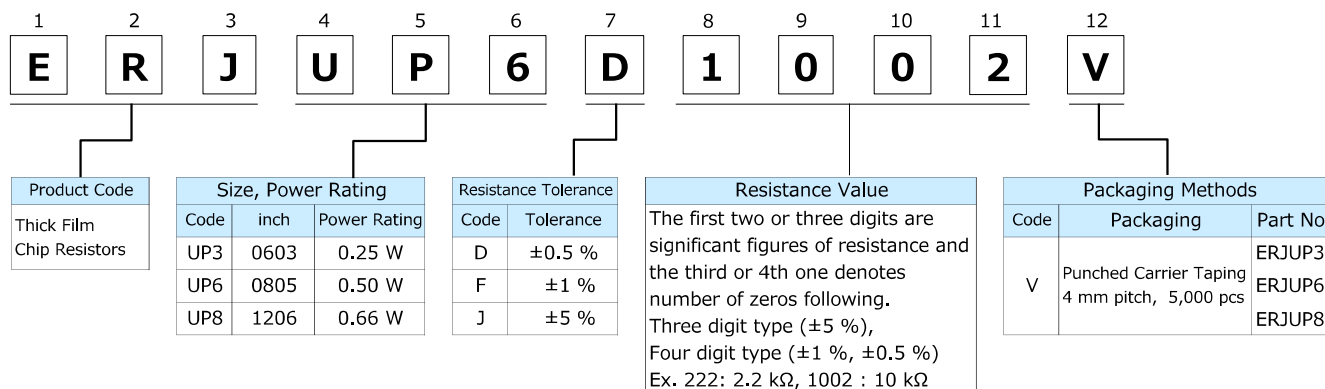 1 2 3 4 5 6 7 8 9 10 11 12
E R J U P 6 D 1 0 0 2 V
Product Code
Thick Film
Chip Resistors
Size, Power Rating
Code inch Power Rating
UP3 0603 0.25 W
UP6 0805 0.50 W
UP8 1206 0.66 W
Resistance Tolerance
Code Tolerance
D ±0.5 %
F ±1 %
J ±5 %
Resistance Value
The first two or three digits are
significant figures of resistance and
the third or 4th one denotes
number of zeros following.
Three digit type (±5 %),
Four digit type (±1 %, ±0.5 %)
Ex. 222: 2.2 kΩ, 1002 : 10 kΩ
Packaging Methods
Code Packaging Part No
V Punched Carrier Taping
4 mm pitch, 5,000 pcs
ERJUP3
ERJUP6
ERJUP8